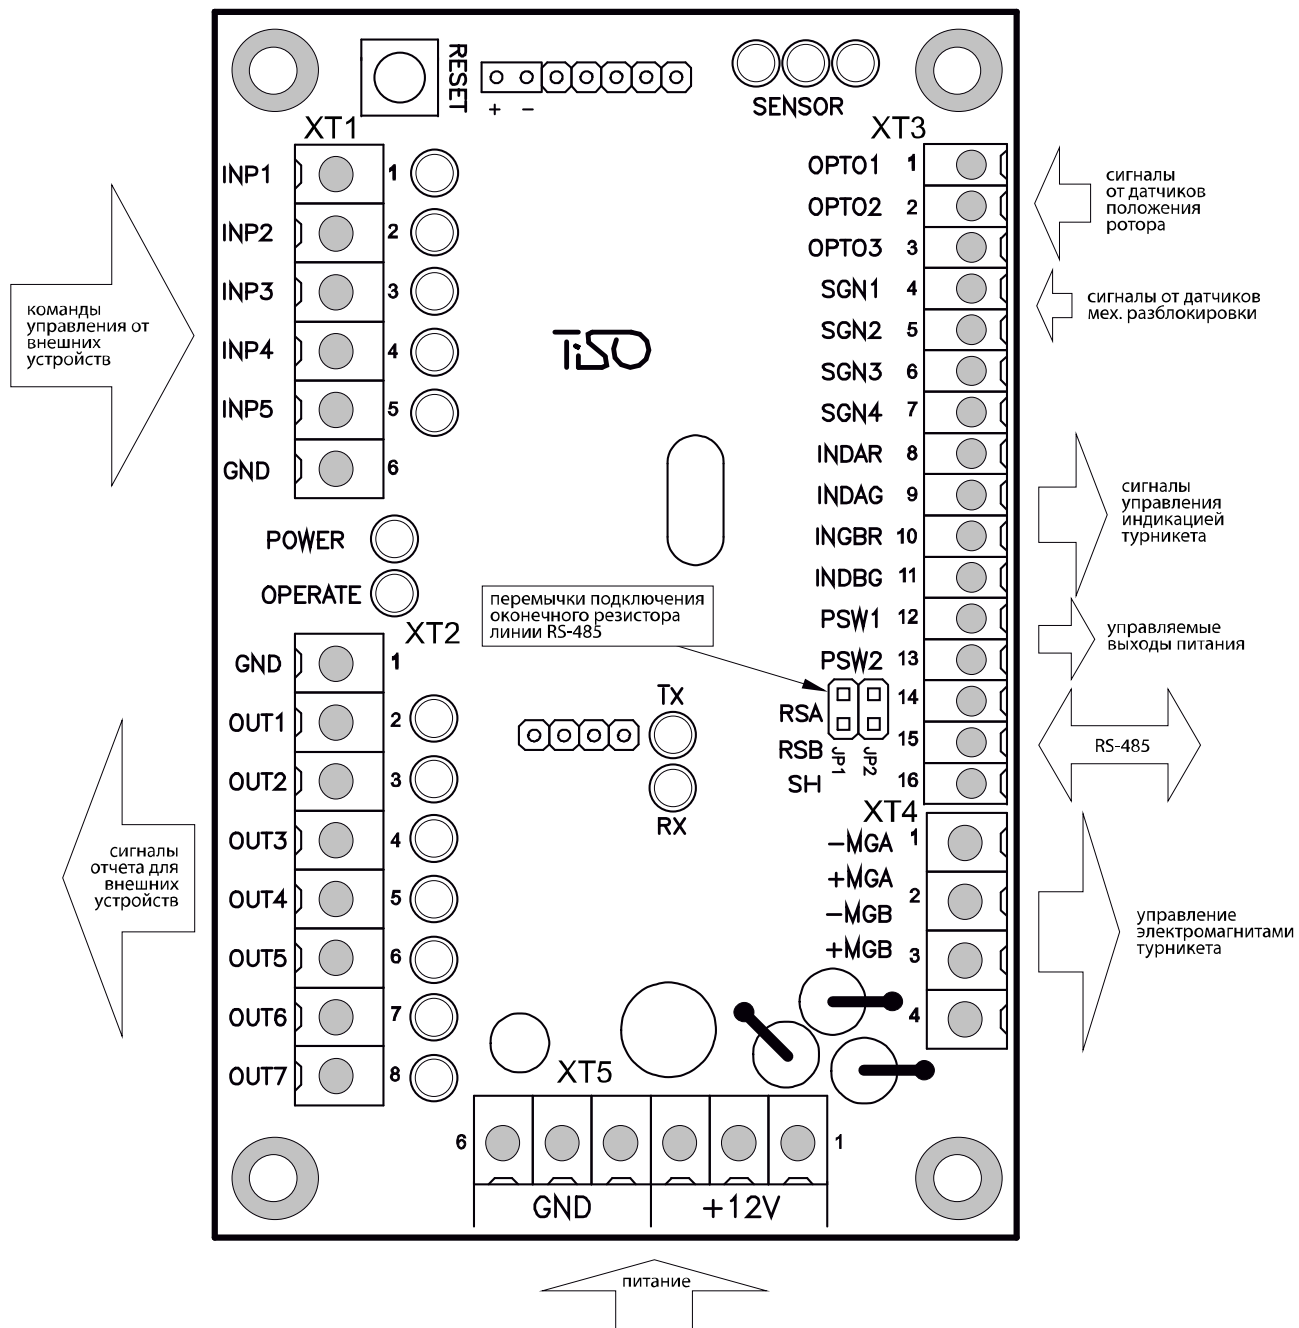 RESET
+ −
SENSOR
XT1
INP1 1
INP2 2
INP3 3
INP4 4
INP5 5
GND 6
команды
управления от
внешних
устройств
TiSO
XT3
OPTO1 1
OPTO2 2
OPTO3 3
SGN1 4
SGN2 5
SGN3 6
SGN4 7
INDAR 8
INDAG 9
INGBR 10
INDBG 11
PSW1 12
PSW2 13
RSA 14
RSB 15
SH 16
JP1
JP2
сигналы
от датчиков
положения
ротора
сигналы от датчиков
мех. разблокировки
сигналы
управления
индикацией
турникета
управляемые
выходы питания
RS-485
POWER
OPERATE
перемычки подключения
оконечного резистора
линии RS-485
XT2
GND 1
OUT1 2
OUT2 3
OUT3 4
OUT4 5
OUT5 6
OUT6 7
OUT7 8
сигналы
отчета для
внешних
устройств
TX
RX
XT4
−MGA 1
+MGA 2
−MGB 3
+MGB 4
управление
электромагнитами
турникета
XT5
6 1
GND +12V
питание